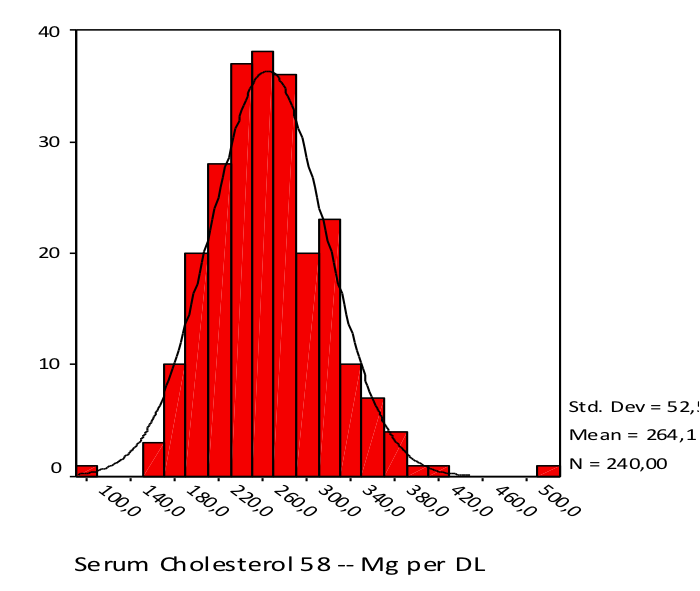 40
30
20
10
0
100,0 140,0 180,0 220,0 260,0 300,0 340,0 380,0 420,0 460,0 500,0
Std. Dev = 52,5
Mean = 264,1
N = 240,00
Serum Cholesterol 58 -- Mg per DL